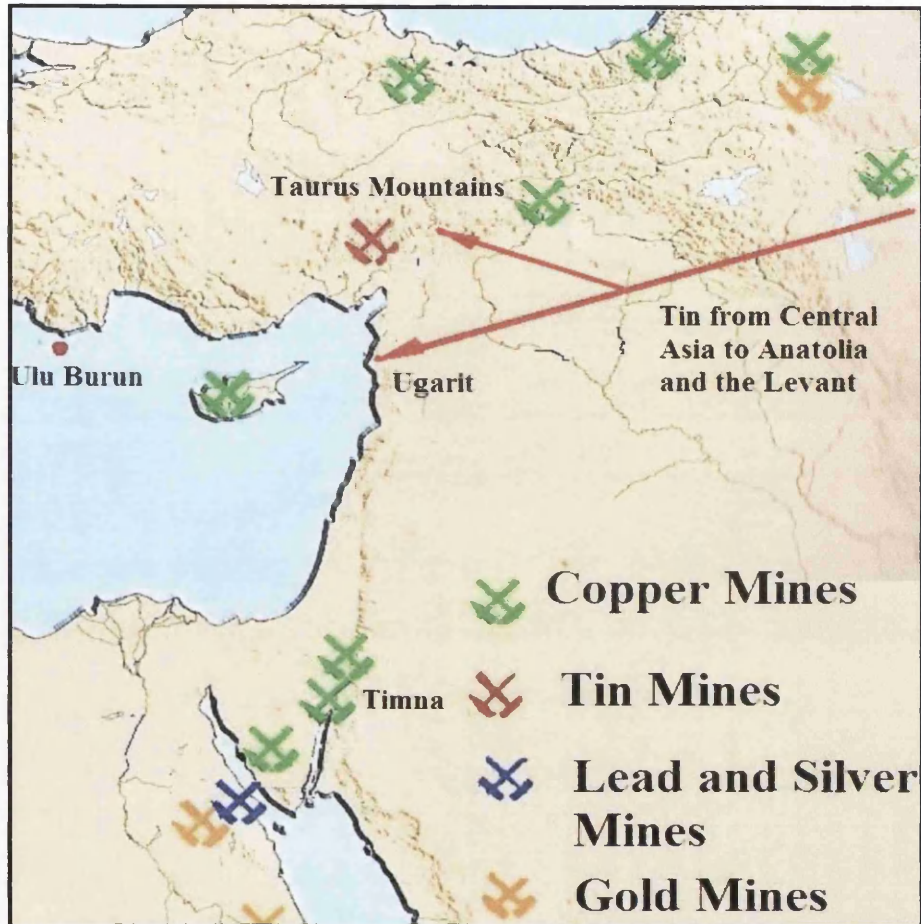 Taurus Mountains
Tin from Central
Asia to Anatolia
and the Levant
Ulu Burun
Ugarit
Copper Mines
Timna
Tin Mines
Lead and Silver
Mines
Gold Mines